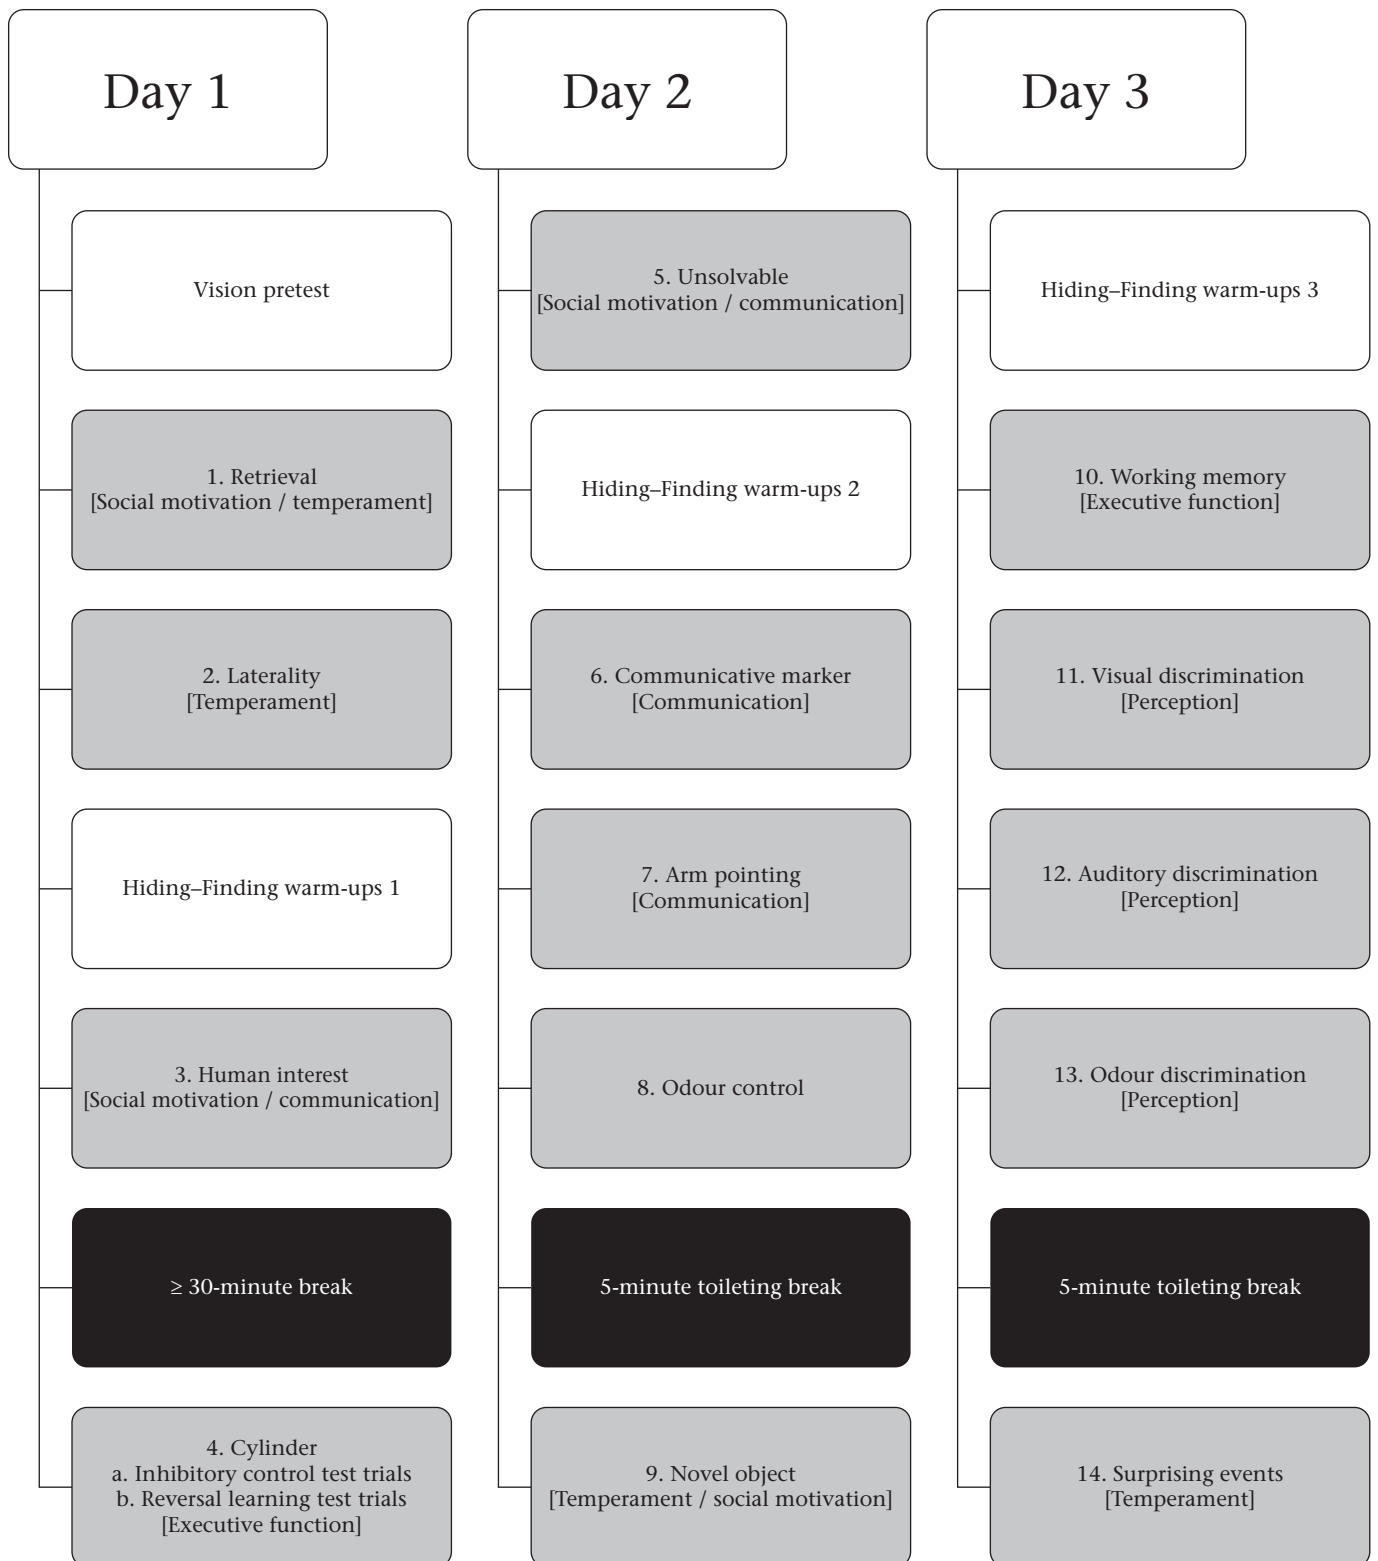 Day 1
Vision pretest
1. Retrieval
[Social motivation / temperament]
2. Laterality
[Temperament]
Hiding–Finding warm-ups 1
3. Human interest
[Social motivation / communication]
≥ 30-minute break
4. Cylinder
a. Inhibitory control test trials
b. Reversal learning test trials
[Executive function]
Day 2
5. Unsolvable
[Social motivation / communication]
Hiding–Finding warm-ups 2
6. Communicative marker
[Communication]
7. Arm pointing
[Communication]
8. Odour control
5-minute toileting break
9. Novel object
[Temperament / social motivation]
Day 3
Hiding–Finding warm-ups 3
10. Working memory
[Executive function]
11. Visual discrimination
[Perception]
12. Auditory discrimination
[Perception]
13. Odour discrimination
[Perception]
5-minute toileting break
14. Surprising events
[Temperament]